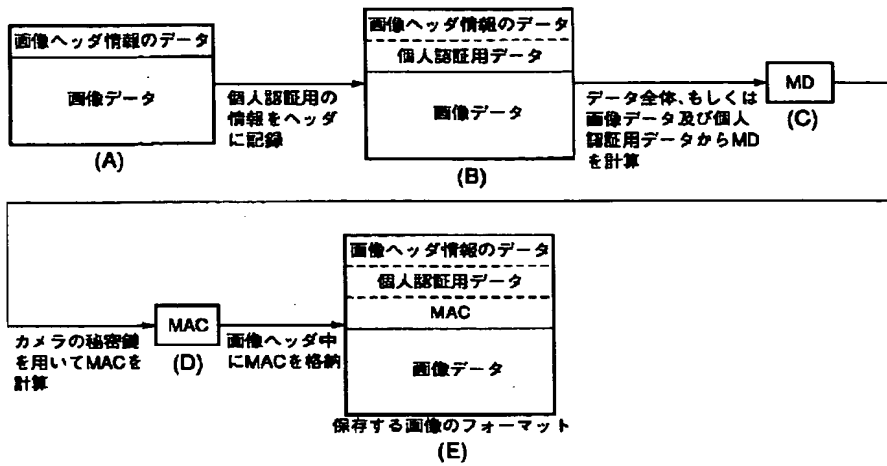 画像ヘッダ情報のデータ
画像データ
(A)
個人認証用の
情報をヘッダ
に記録
画像ヘッダ情報のデータ
個人認証用データ
画像データ
(B)
データ全体、もしくは
画像データ及び個人
認証用データからMD
を計算
MD
(C)
カメラの秘密鍵
を用いてMACを
計算
MAC
(D)
画像ヘッダ中
にMACを格納
画像ヘッダ情報のデータ
個人認証用データ
MAC
画像データ
保存する画像のフォーマット
(E)